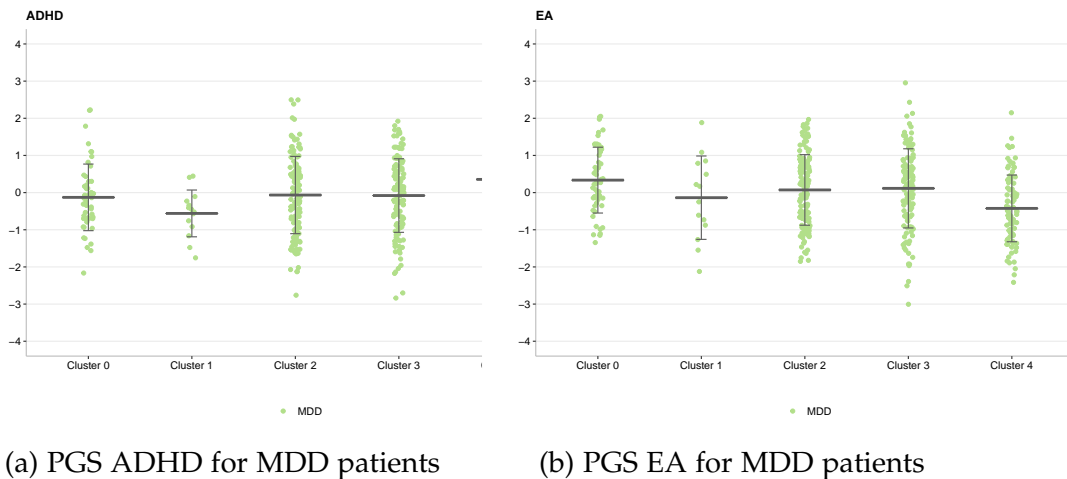 ADHD
4
3
2
1
0
−1
−2
−3
−4
Cluster 0 Cluster 1 Cluster 2 Cluster 3
MDD
(a) PGS ADHD for MDD patients
EA
4
3
2
1
0
−1
−2
−3
−4
Cluster 0 Cluster 1 Cluster 2 Cluster 3 Cluster 4
MDD
(b) PGS EA for MDD patients